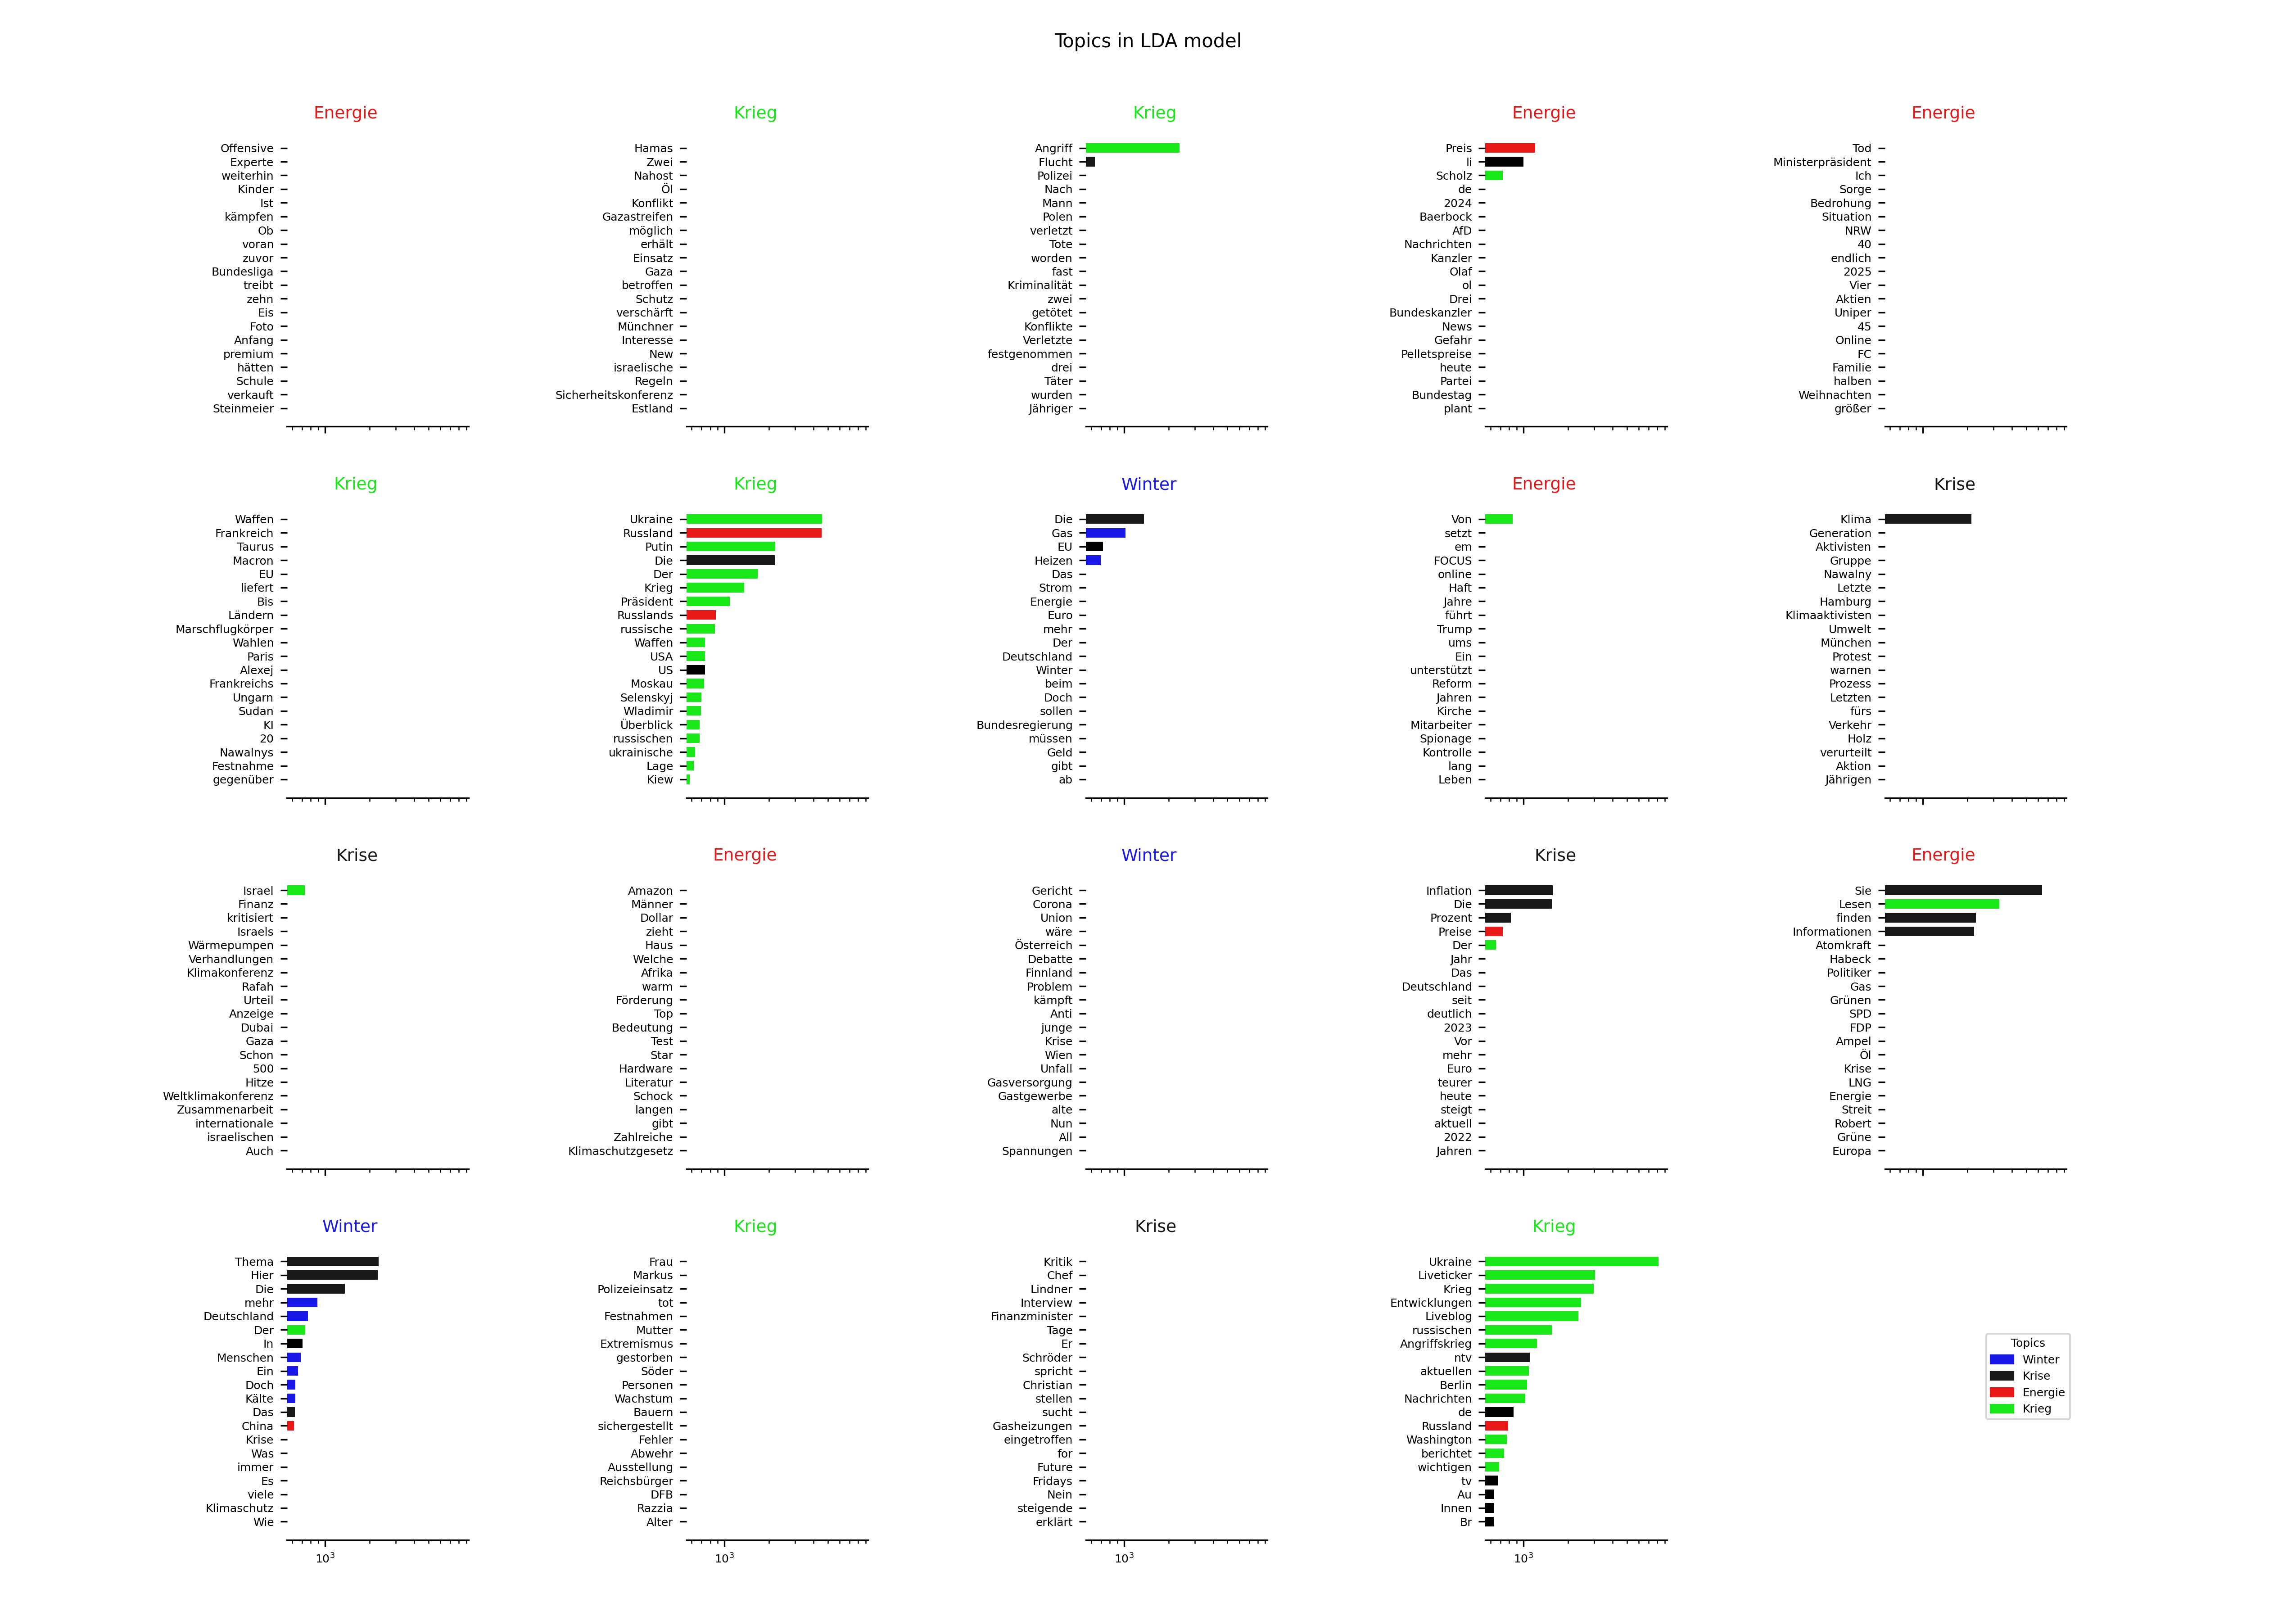 Topics in LDA model
Energie
Offensive
Experte
weiterhin
Kinder
Ist
kämpfen
Ob
voran
zuvor
Bundesliga
treibt
zehn
Eis
Foto
Anfang
premium
hätten
Schule
verkauft
Steinmeier
Krieg
Hamas
Zwei
Nahost
Öl
Konflikt
Gazastreifen
möglich
erhält
Einsatz
Gaza
betroffen
Schutz
verschärft
Münchner
Interesse
New
israelische
Regeln
Sicherheitskonferenz
Estland
Krieg
Angriff
Flucht
Polizei
Nach
Mann
Polen
verletzt
Tote
worden
fast
Kriminalität
zwei
getötet
Konflikte
Verletzte
festgenommen
drei
Täter
wurden
Jähriger
Energie
Preis
li
Scholz
de
2024
Baerbock
AfD
Nachrichten
Kanzler
Olaf
ol
Drei
Bundeskanzler
News
Gefahr
Pelletspreise
heute
Partei
Bundestag
plant
Energie
Tod
Ministerpräsident
Ich
Sorge
Bedrohung
Situation
NRW
40
endlich
2025
Vier
Aktien
Uniper
45
Online
FC
Familie
halben
Weihnachten
größer
Krieg
Waffen
Frankreich
Taurus
Macron
EU
liefert
Bis
Ländern
Marschflugkörper
Wahlen
Paris
Alexej
Frankreichs
Ungarn
Sudan
KI
20
Nawalnys
Festnahme
gegenüber
Krieg
Ukraine
Russland
Putin
Die
Der
Krieg
Präsident
Russlands
russische
Waffen
USA
US
Moskau
Selenskyj
Wladimir
Überblick
russischen
ukrainische
Lage
Kiew
Winter
Die
Gas
EU
Heizen
Das
Strom
Energie
Euro
mehr
Der
Deutschland
Winter
beim
Doch
sollen
Bundesregierung
müssen
Geld
gibt
ab
Energie
Von
setzt
em
FOCUS
online
Haft
Jahre
führt
Trump
ums
Ein
unterstützt
Reform
Jahren
Kirche
Mitarbeiter
Spionage
Kontrolle
lang
Leben
Krise
Klima
Generation
Aktivisten
Gruppe
Nawalny
Letzte
Hamburg
Klimaaktivisten
Umwelt
München
Protest
warnen
Prozess
Letzten
fürs
Verkehr
Holz
verurteilt
Aktion
Jährigen
Krise
Israel
Finanz
kritisiert
Israels
Wärmepumpen
Verhandlungen
Klimakonferenz
Rafah
Urteil
Anzeige
Dubai
Gaza
Schon
500
Hitze
Weltklimakonferenz
Zusammenarbeit
internationale
israelischen
Auch
Energie
Amazon
Männer
Dollar
zieht
Haus
Welche
Afrika
warm
Förderung
Top
Bedeutung
Test
Star
Hardware
Literatur
Schock
langen
gibt
Zahlreiche
Klimaschutzgesetz
Winter
Gericht
Corona
Union
wäre
Österreich
Debatte
Finnland
Problem
kämpft
Anti
junge
Krise
Wien
Unfall
Gasversorgung
Gastgewerbe
alte
Nun
All
Spannungen
Krise
Inflation
Die
Prozent
Preise
Der
Jahr
Das
Deutschland
seit
deutlich
2023
Vor
mehr
Euro
teurer
heute
steigt
aktuell
2022
Jahren
Energie
Sie
Lesen
finden
Informationen
Atomkraft
Habeck
Politiker
Gas
Grünen
SPD
FDP
Ampel
Öl
Krise
LNG
Energie
Streit
Robert
Grüne
Europa
Winter
Thema
Hier
Die
mehr
Deutschland
Der
In
Menschen
Ein
Doch
Kälte
Das
China
Krise
Was
immer
Es
viele
Klimaschutz
Wie
10³
Krieg
Frau
Markus
Polizeieinsatz
tot
Festnahmen
Mutter
Extremismus
gestorben
Söder
Personen
Wachstum
Bauern
sichergestellt
Fehler
Abwehr
Ausstellung
Reichsbürger
DFB
Razzia
Alter
10³
Krise
Kritik
Chef
Lindner
Interview
Finanzminister
Tage
Er
Schröder
spricht
Christian
stellen
sucht
Gasheizungen
eingetroffen
for
Future
Fridays
Nein
steigende
erklärt
10³
Krieg
Ukraine
Liveticker
Krieg
Entwicklungen
Liveblog
russischen
Angriffskrieg
ntv
aktuellen
Berlin
Nachrichten
de
Russland
Washington
berichtet
wichtigen
tv
Au
Innen
Br
10³
Topics
Winter
Krise
Energie
Krieg